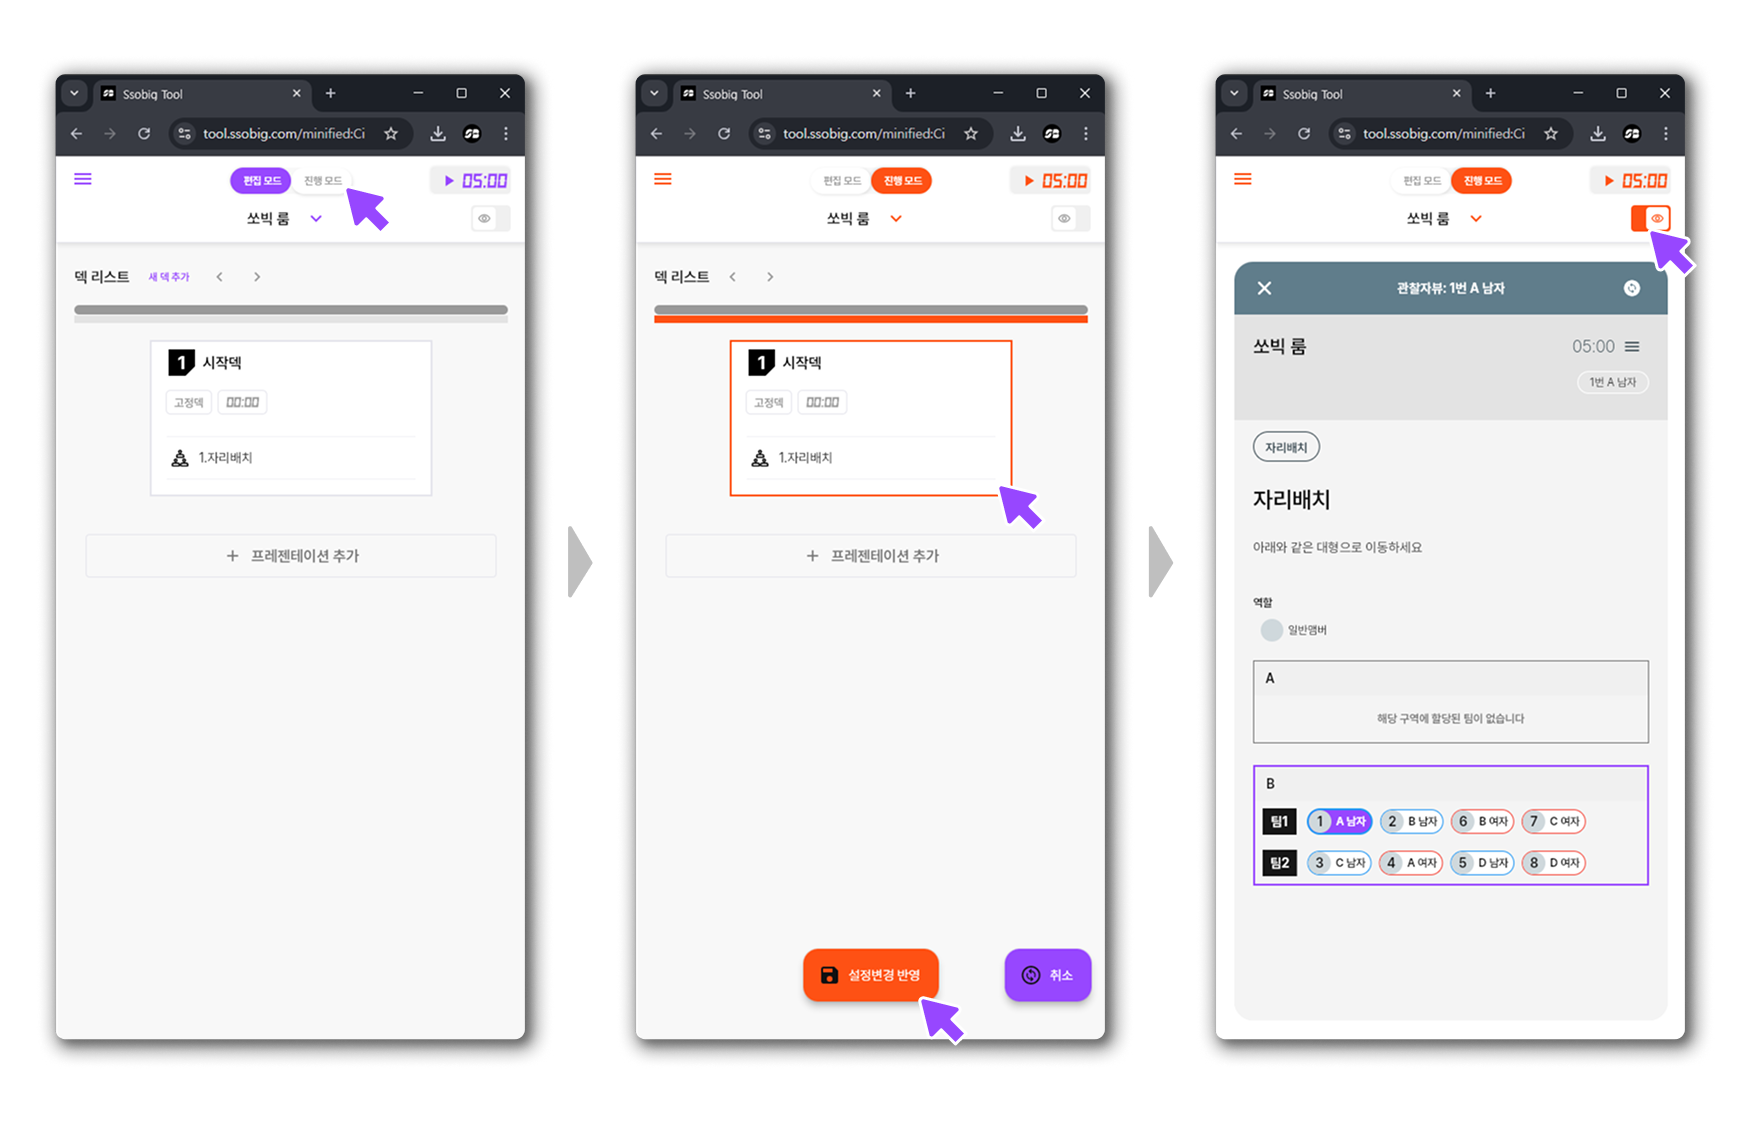 Ssobig Tool
tool.ssobig.com/minified:Ci
편집 모드 진행 모드 05:00
쏘빅 룸
덱 리스트 새 덱 추가
1 시작덱
고정덱 00:00
1.자리배치
+ 프레젠테이션 추가
Ssobig Tool
tool.ssobig.com/minified:Ci
편집 모드 진행 모드 05:00
쏘빅 룸
덱 리스트
1 시작덱
고정덱 00:00
1.자리배치
+ 프레젠테이션 추가
설정변경 반영 취소
Ssobig Tool
tool.ssobig.com/minified:Ci
편집 모드 진행 모드 05:00
쏘빅 룸
관찰자뷰: 1번 A 남자
쏘빅 룸 05:00
1번 A 남자
자리배치
자리배치
아래와 같은 대형으로 이동하세요
역할
일반맴버
A
해당 구역에 할당된 팀이 없습니다
B
팀1 1 A 남자 2 B 남자 6 B 여자 7 C 여자
팀2 3 C 남자 4 A 여자 5 D 남자 8 D 여자